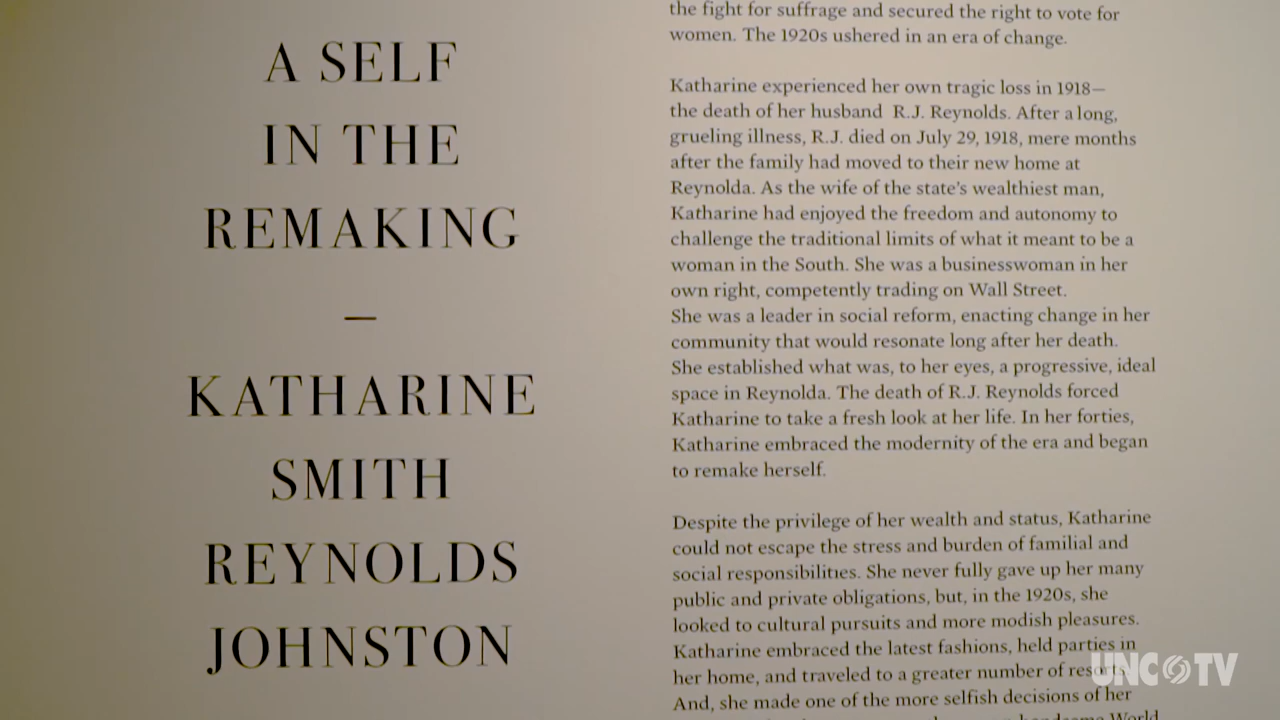 A SELF
IN THE
REMAKING
—
KATHARINE
SMITH
REYNOLDS
JOHNSTON
the fight for suffrage and secured the right to vote for
women. The 1920s ushered in an era of change.
Katharine experienced her own tragic loss in 1918—
the death of her husband R.J. Reynolds. After a long,
grueling illness, R.J. died on July 29, 1918, mere months
after the family had moved to their new home at
Reynolda. As the wife of the state's wealthiest man,
Katharine had enjoyed the freedom and autonomy to
challenge the traditional limits of what it meant to be a
woman in the South. She was a businesswoman in her
own right, competently trading on Wall Street.
She was a leader in social reform, enacting change in her
community that would resonate long after her death.
She established what was, to her eyes, a progressive, ideal
space in Reynolda. The death of R.J. Reynolds forced
Katharine to take a fresh look at her life. In her forties,
Katharine embraced the modernity of the era and began
to remake herself.
Despite the privilege of her wealth and status, Katharine
could not escape the stress and burden of familial and
social responsibilities. She never fully gave up her many
public and private obligations, but, in the 1920s, she
looked to cultural pursuits and more modish pleasures.
Katharine embraced the latest fashions, held parties in
her home, and traveled to a greater number of resorts.
And, she made one of the more selfish decisions of her
handsome World
UNC TV